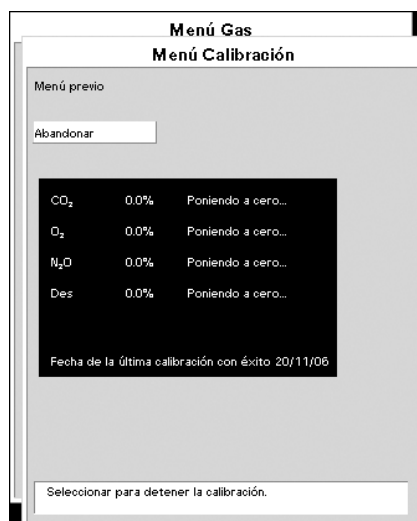 Menú Gas
Menú Calibración
Menú previo
Abandonar
CO₂ 0.0% Poniendo a cero...
O₂ 0.0% Poniendo a cero...
N₂O 0.0% Poniendo a cero...
Des 0.0% Poniendo a cero...
Fecha de la última calibración con éxito 20/11/06
Seleccionar para detener la calibración.